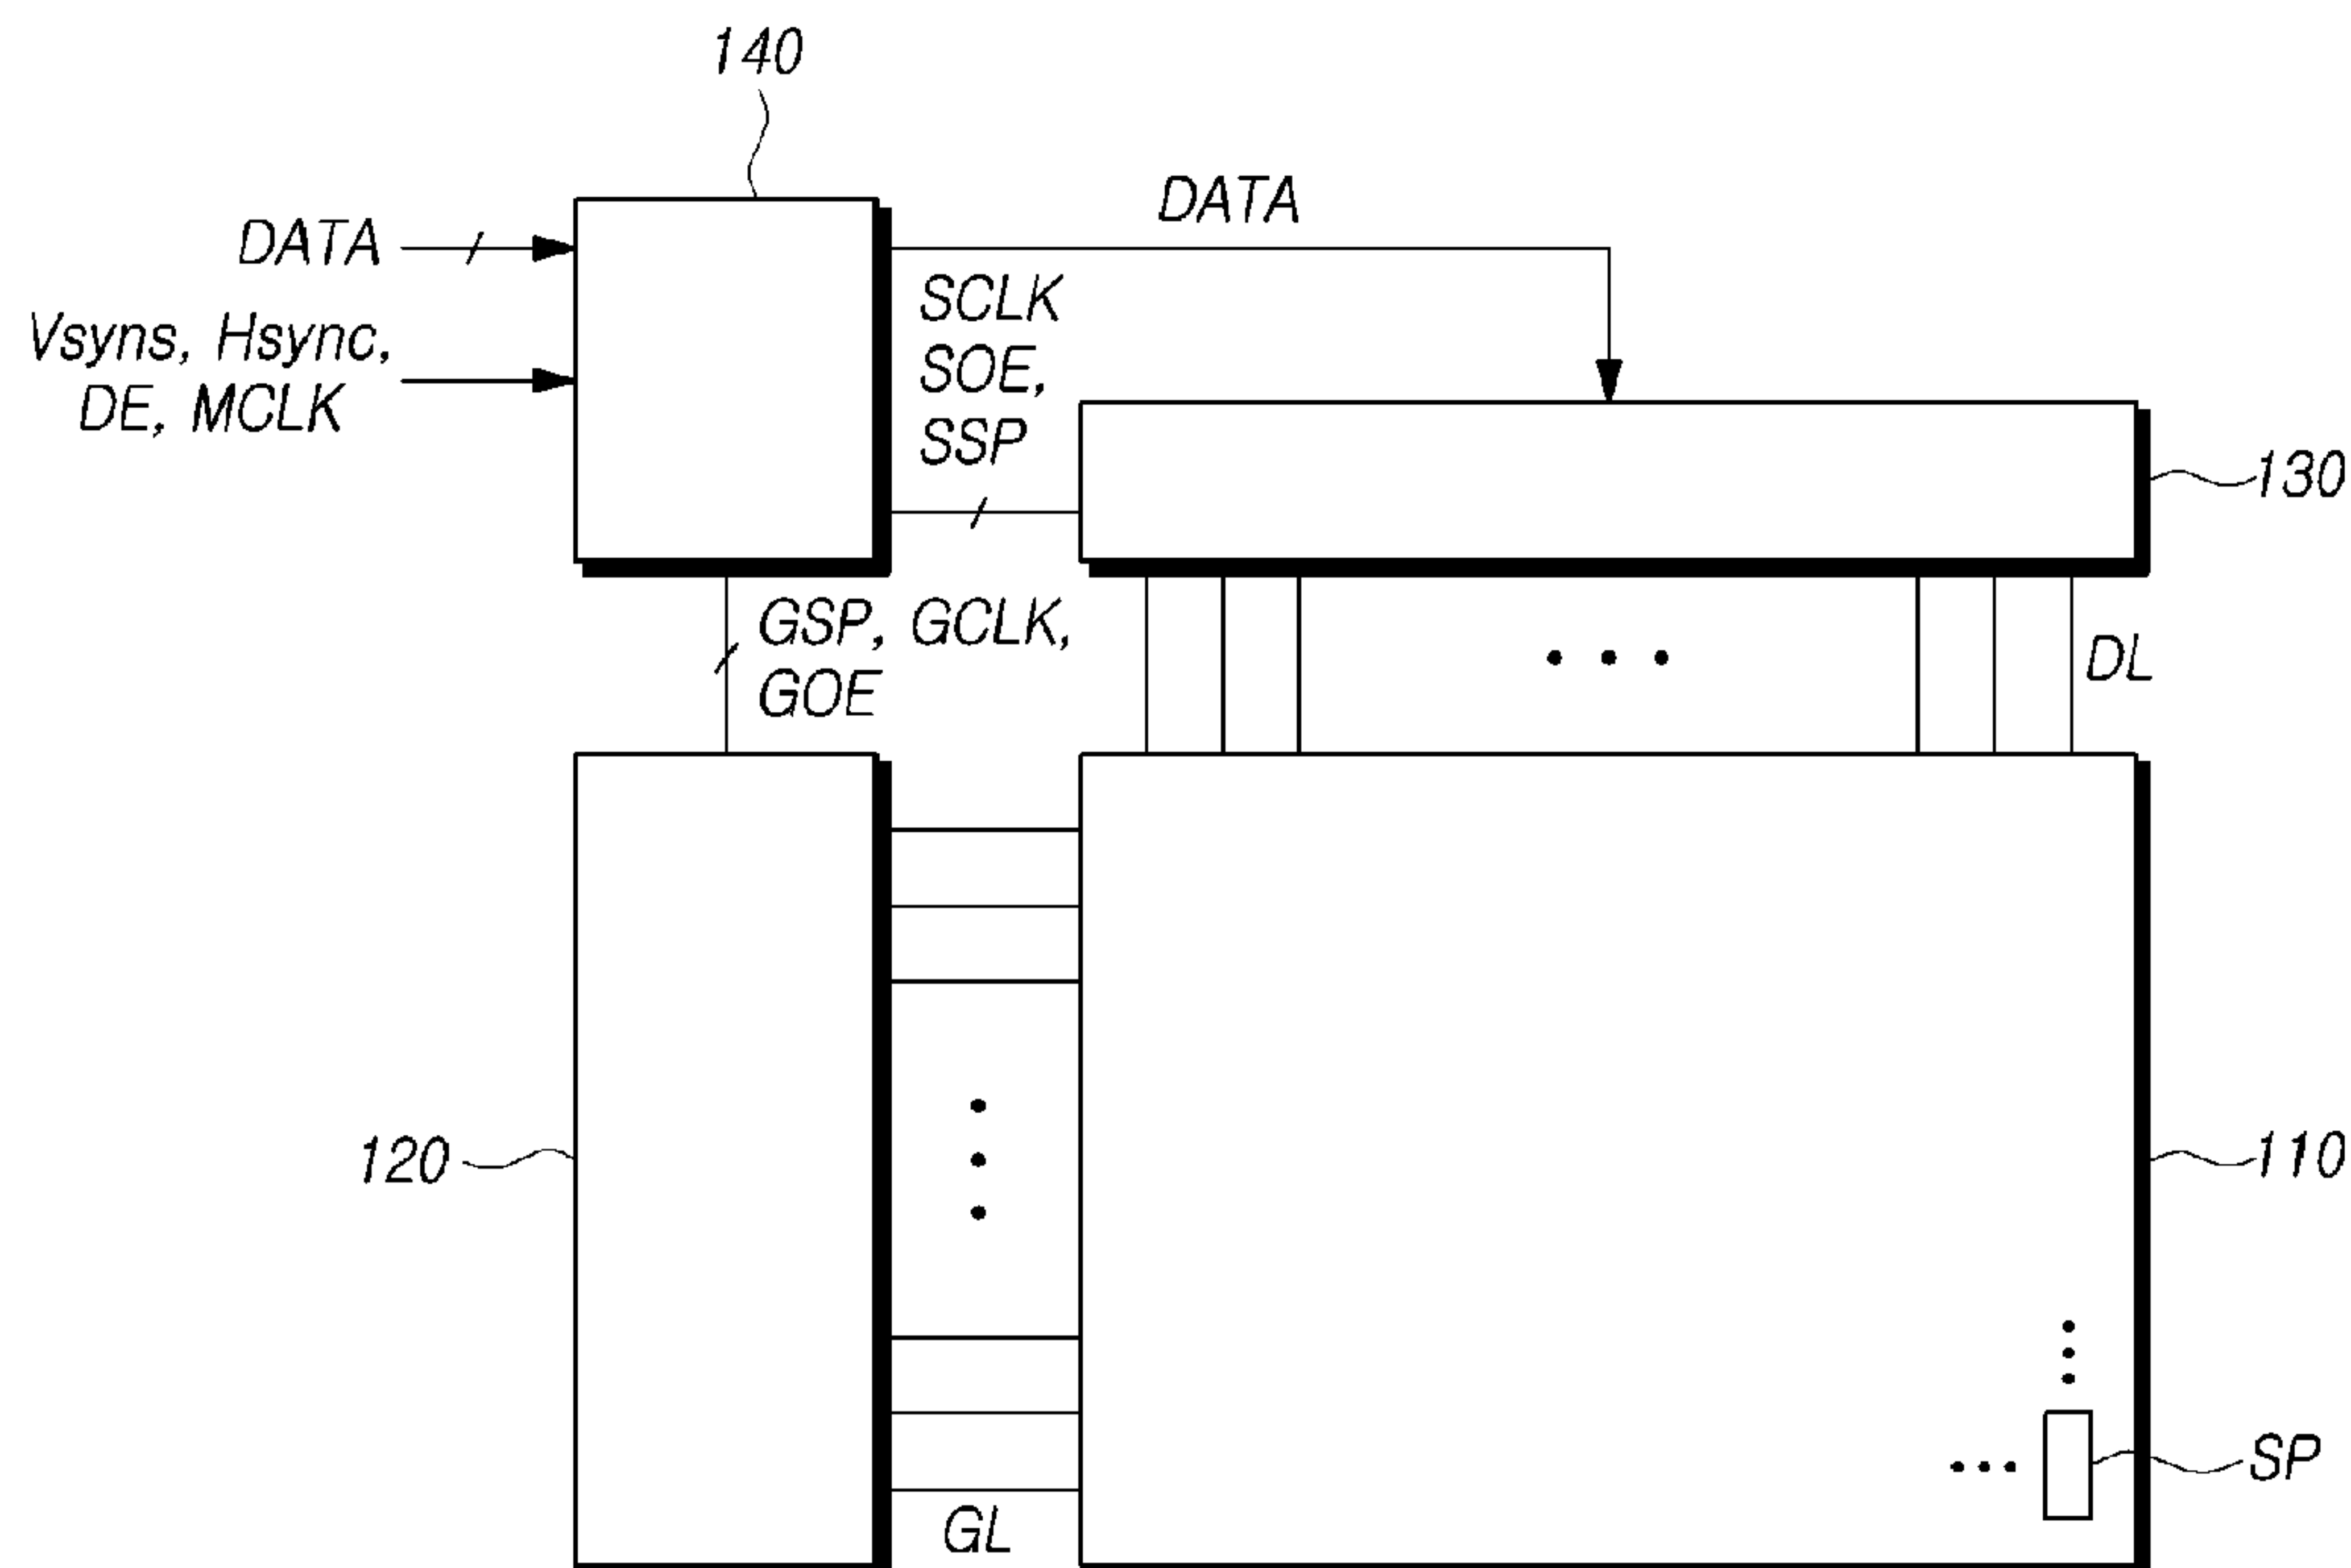 140
DATA
DATA
Vsyns, Hsync,
DE, MCLK
SCLK
SOE,
SSP
130
GSP, GCLK,
GOE
DL
120
110
SP
GL